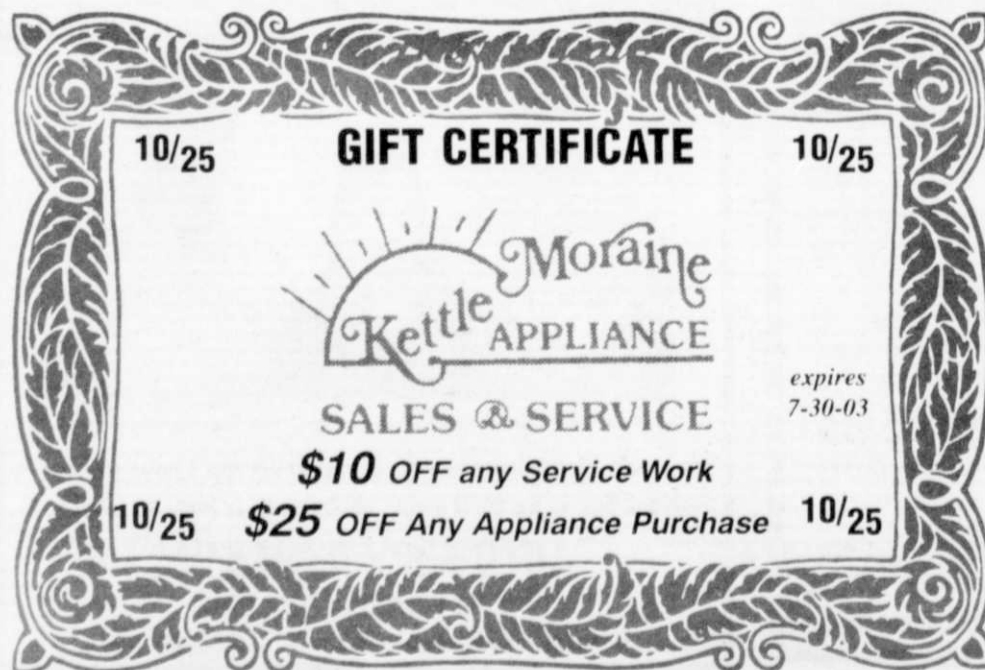 10/25 GIFT CERTIFICATE 10/25
Kettle Moraine
APPLIANCE
SALES & SERVICE
expires
7-30-03
$10 OFF any Service Work
10/25 $25 OFF Any Appliance Purchase 10/25